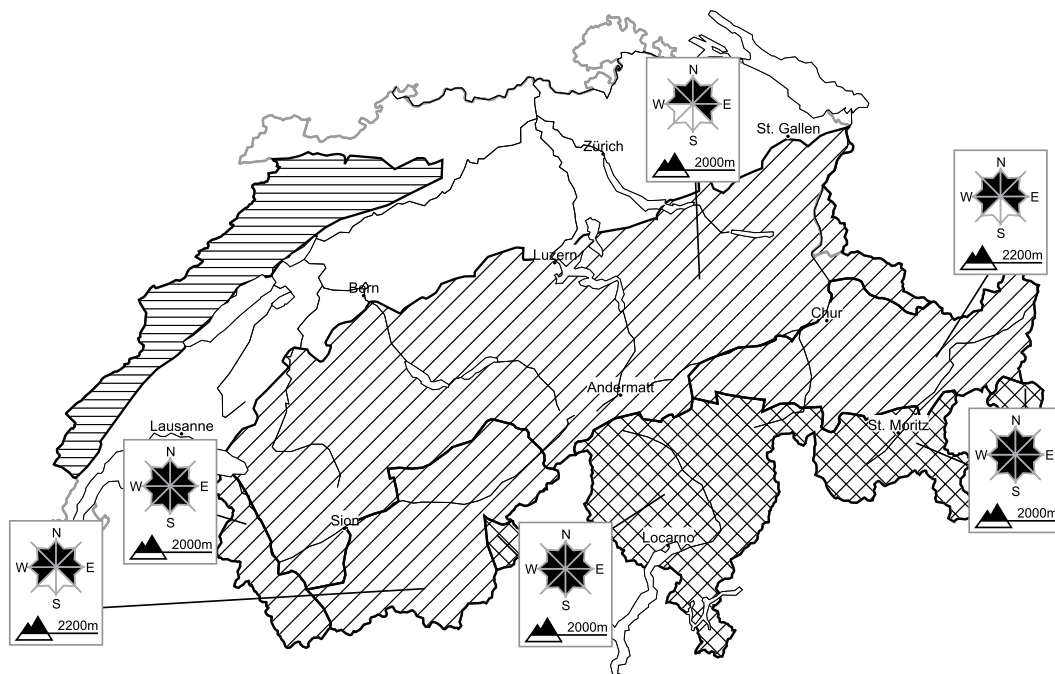 N
W E
S
2000m
St. Gallen
Zürich
N
W E
S
2200m
Luzern
Bern
Chur
Andermatt
N
W E
S
2000m
St. Moritz
Lausanne
N
W E
S
2000m
Sion
N
W E
S
2200m
N
W E
S
2000m
Locarno